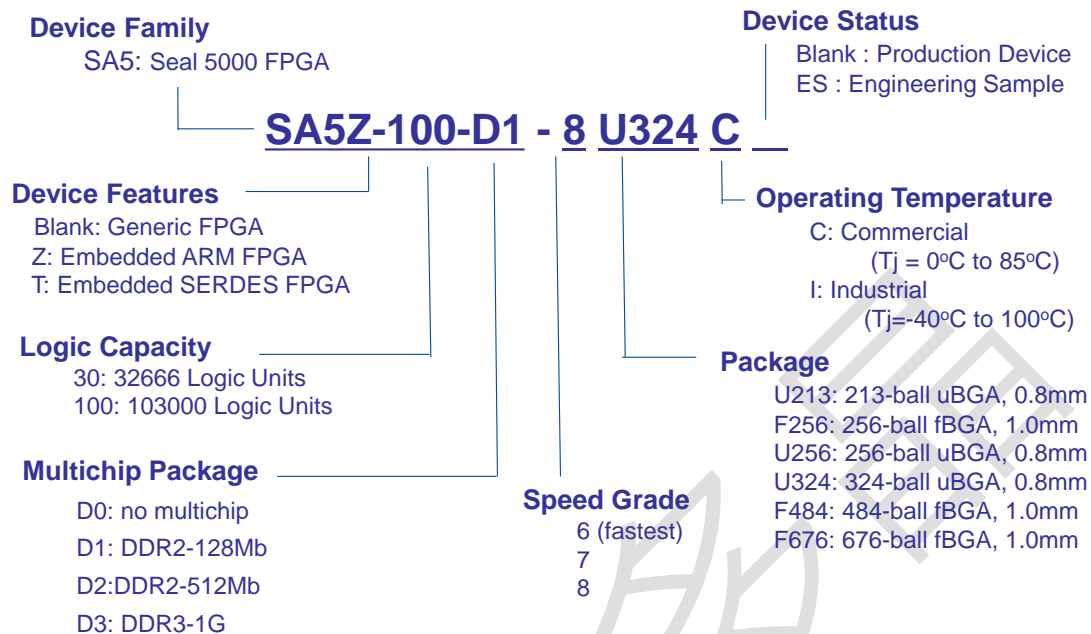 Device Family
SA5: Seal 5000 FPGA
Device Status
Blank : Production Device
ES : Engineering Sample
SA5Z-100-D1 - 8 U324 C
Device Features
Blank: Generic FPGA
Z: Embedded ARM FPGA
T: Embedded SERDES FPGA
Operating Temperature
C: Commercial
(Tj = 0°C to 85°C)
I: Industrial
(Tj=-40°C to 100°C)
Logic Capacity
30: 32666 Logic Units
100: 103000 Logic Units
Package
U213: 213-ball uBGA, 0.8mm
F256: 256-ball fBGA, 1.0mm
U256: 256-ball uBGA, 0.8mm
U324: 324-ball uBGA, 0.8mm
F484: 484-ball fBGA, 1.0mm
F676: 676-ball fBGA, 1.0mm
Multichip Package
D0: no multichip
D1: DDR2-128Mb
D2:DDR2-512Mb
D3: DDR3-1G
Speed Grade
6 (fastest)
7
8